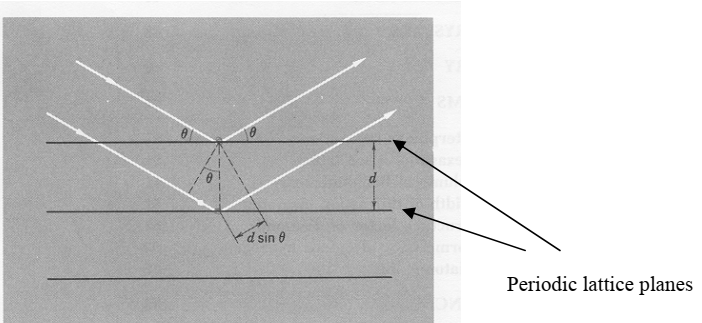 θ
θ
θ
d
d sin θ
Periodic lattice planes